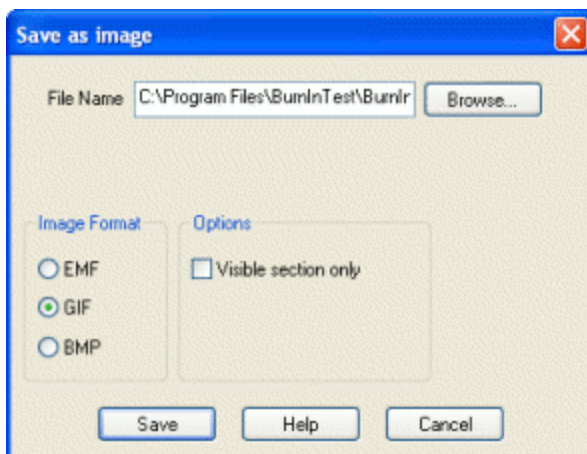 Save as image
File Name C:\Program Files\BurnInTest\BurnIr Browse...
Image Format Options
EMF Visible section only
GIF
BMP
Save Help Cancel